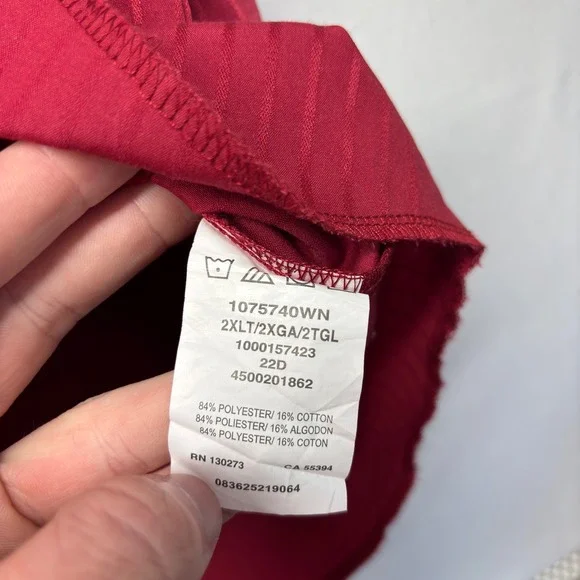 1075740WN
2XLT/2XGA/2TGL
1000157423
22D
4500201862
84% POLYESTER/ 16% COTTON
84% POLIESTER/ 16% ALGODON
84% POLYESTER/ 16% COTON
RN 130273 CA 55394
083625219064